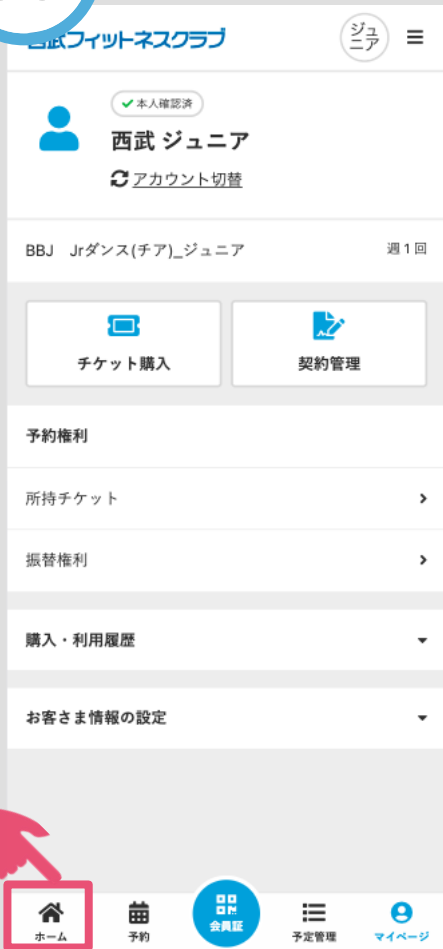 西武フィットネスクラブ
ジュ
ニア
本人確認済
西武 ジュニア
アカウント切替
BBJ Jrダンス(チア)_ジュニア 週1回
チケット購入 契約管理
予約権利
所持チケット
振替権利
購入・利用履歴
お客さま情報の設定
ホーム 予約 会員証 予定管理 マイページ